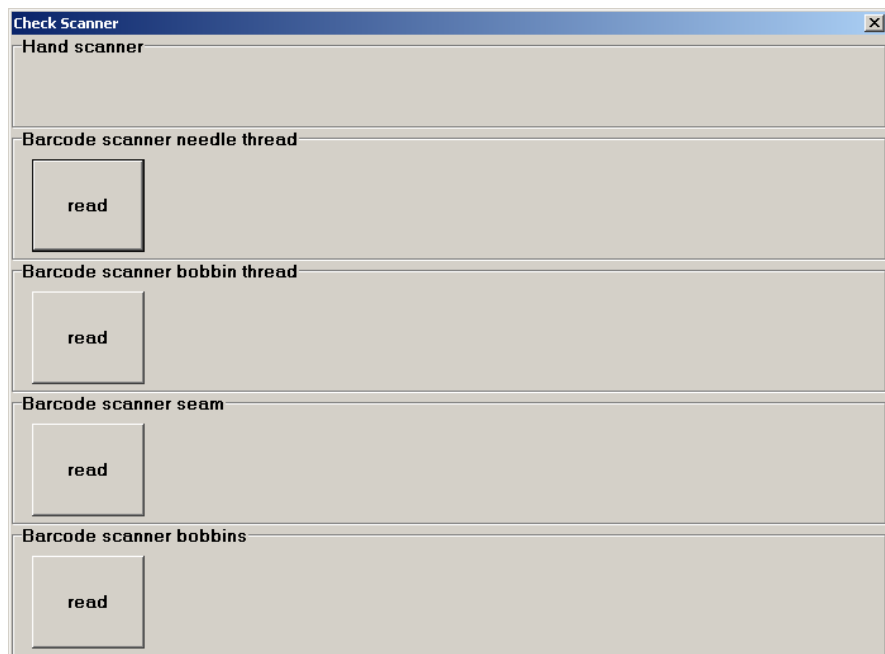 Check Scanner
Hand scanner
Barcode scanner needle thread
read
Barcode scanner bobbin thread
read
Barcode scanner seam
read
Barcode scanner bobbins
read